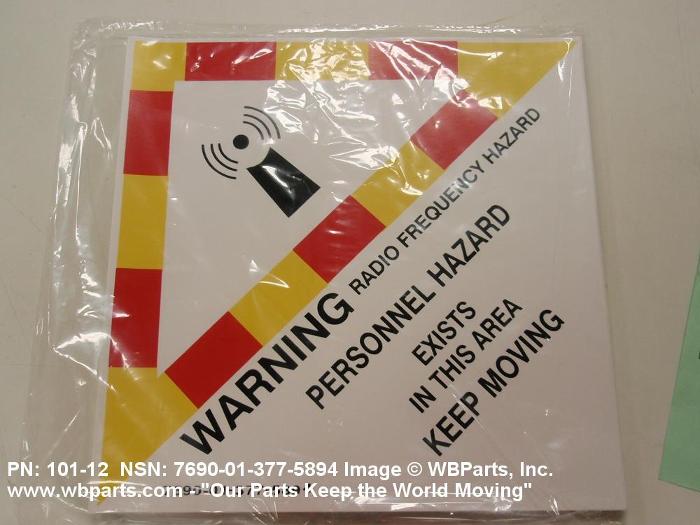 WARNING RADIO FREQUENCY HAZARD
PERSONNEL HAZARD
EXISTS
IN THIS AREA
KEEP MOVING
PN: 101-12 NSN: 7690-01-377-5894 Image © WBParts, Inc.
www.wbparts.com - "Our Parts Keep the World Moving"